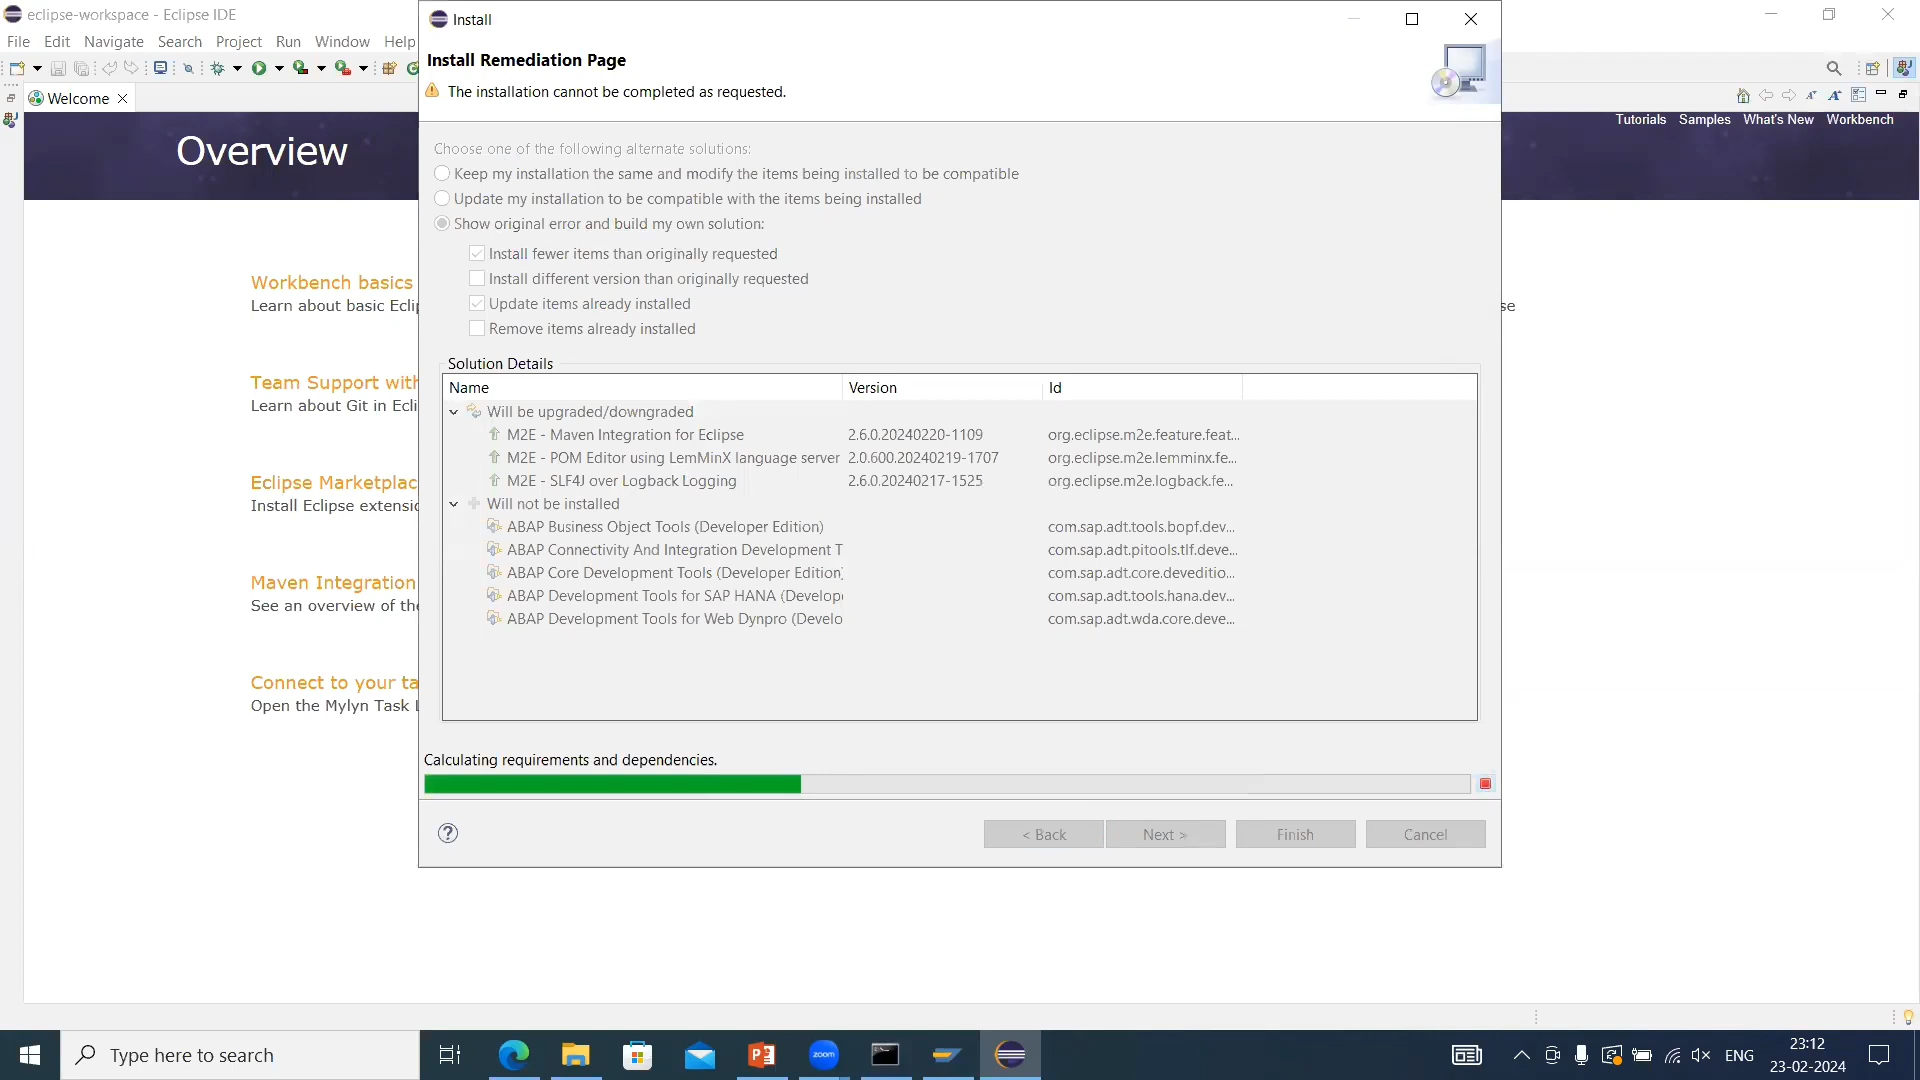 eclipse-workspace - Eclipse IDE
File Edit Navigate Search Project Run Window Help
Welcome
Tutorials Samples What's New Workbench
Overview
Workbench basics
Learn about basic Eclip
se
Team Support with
Learn about Git in Ecli
Eclipse Marketplac
Install Eclipse extensio
Maven Integration
See an overview of the
Connect to your ta
Open the Mylyn Task L
Install
Install Remediation Page
The installation cannot be completed as requested.
Choose one of the following alternate solutions:
Keep my installation the same and modify the items being installed to be compatible
Update my installation to be compatible with the items being installed
Show original error and build my own solution:
Install fewer items than originally requested
Install different version than originally requested
Update items already installed
Remove items already installed
Solution Details
Name Version Id
Will be upgraded/downgraded
M2E - Maven Integration for Eclipse 2.6.0.20240220-1109 org.eclipse.m2e.feature.feat...
M2E - POM Editor using LemMinX language server 2.0.600.20240219-1707 org.eclipse.m2e.lemminx.fe...
M2E - SLF4J over Logback Logging 2.6.0.20240217-1525 org.eclipse.m2e.logback.fe...
Will not be installed
ABAP Business Object Tools (Developer Edition) com.sap.adt.tools.bopf.dev...
ABAP Connectivity And Integration Development T com.sap.adt.pitools.tlf.deve...
ABAP Core Development Tools (Developer Edition) com.sap.adt.core.deveditio...
ABAP Development Tools for SAP HANA (Develope com.sap.adt.tools.hana.dev...
ABAP Development Tools for Web Dynpro (Develo com.sap.adt.wda.core.deve...
Calculating requirements and dependencies.
< Back Next > Finish Cancel
Type here to search
zoom
ENG
23:12
23-02-2024